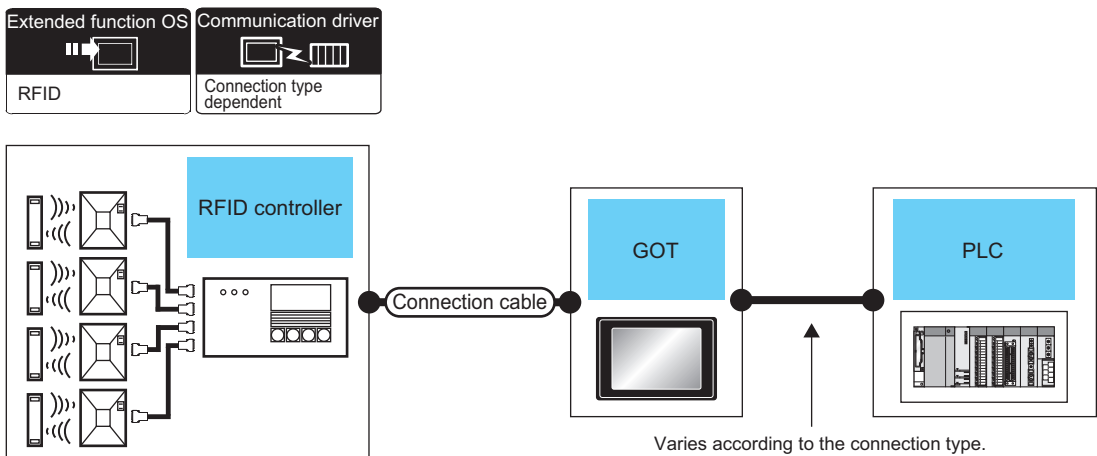 Extended function OS
Communication driver
RFID
Connection type
dependent
RFID controller
Connection cable
GOT
PLC
Varies according to the connection type.